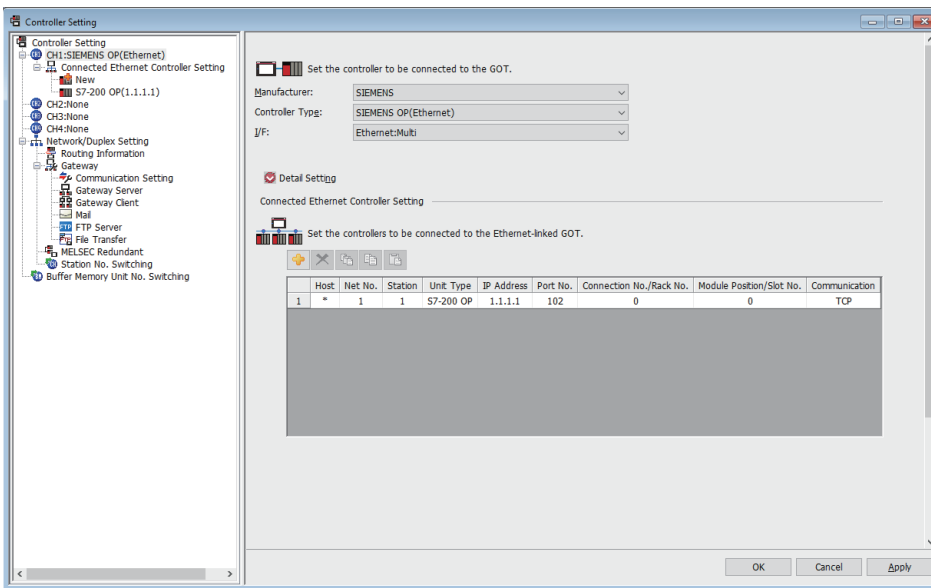 Controller Setting
Controller Setting
CH1:SIEMENS OP(Ethernet)
Connected Ethernet Controller Setting
New
S7-200 OP(1.1.1.1)
CH2:None
CH3:None
CH4:None
Network/Duplex Setting
Routing Information
Gateway
Communication Setting
Gateway Server
Gateway Client
Mail
FTP FTP Server
File Transfer
MELSEC Redundant
Station No. Switching
Buffer Memory Unit No. Switching
Set the controller to be connected to the GOT.
Manufacturer: SIEMENS
Controller Type: SIEMENS OP(Ethernet)
I/F: Ethernet:Multi
Detail Setting
Connected Ethernet Controller Setting
Set the controllers to be connected to the Ethernet-linked GOT.
Host Net No. Station Unit Type IP Address Port No. Connection No./Rack No. Module Position/Slot No. Communication
1 * 1 1 S7-200 OP 1.1.1.1 102 0 0 TCP
OK Cancel Apply